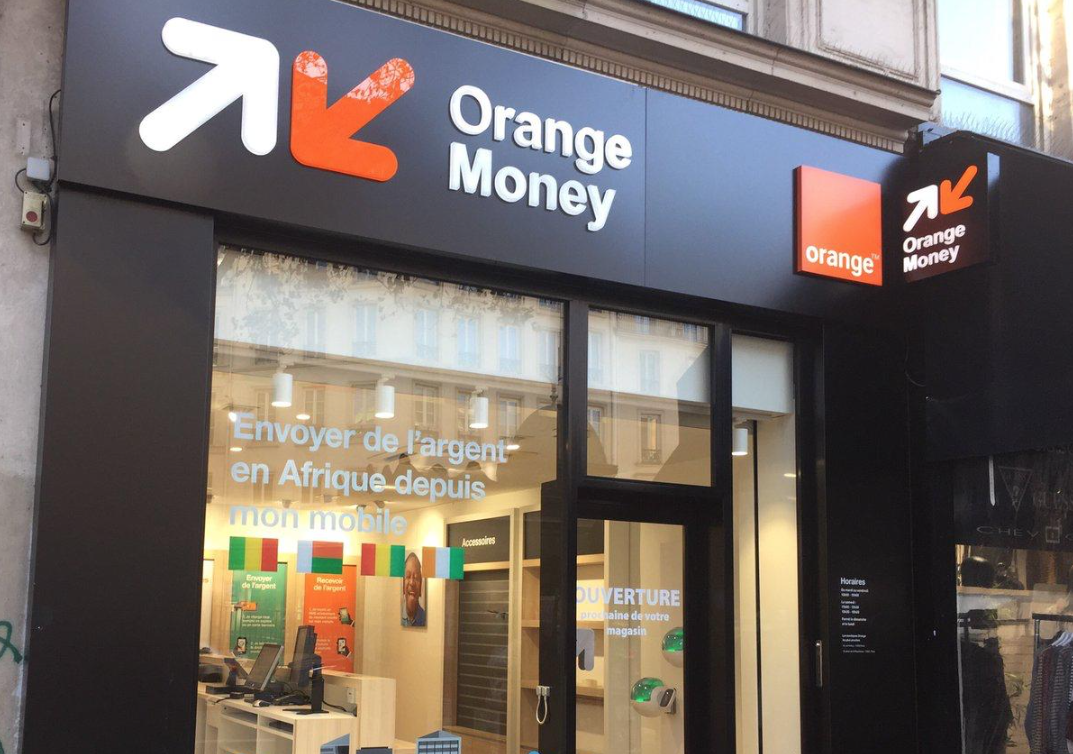 Orange
Money
orange™
Orange
Money
Envoyer de l'argent
en Afrique depuis
mon mobile
Accessoires
Envoyer
de l'argent
Recevoir
de l'argent
OUVERTURE
prochaine de votre
magasin
Horaires